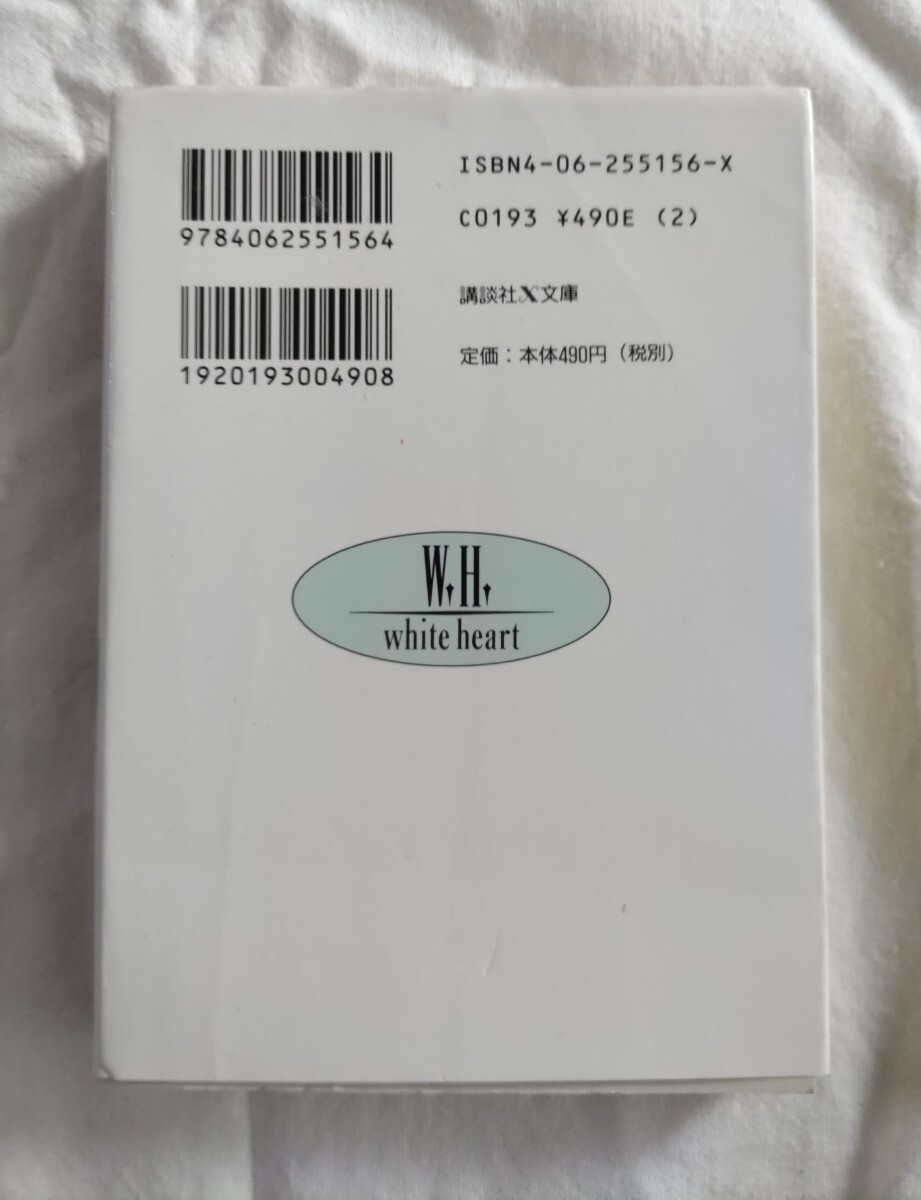 9784062551564
1920193004908
ISBN4-06-255156-X
C0193 ¥490E (2)
講談社X文庫
定価：本体490円（税別）
W.H.
white heart